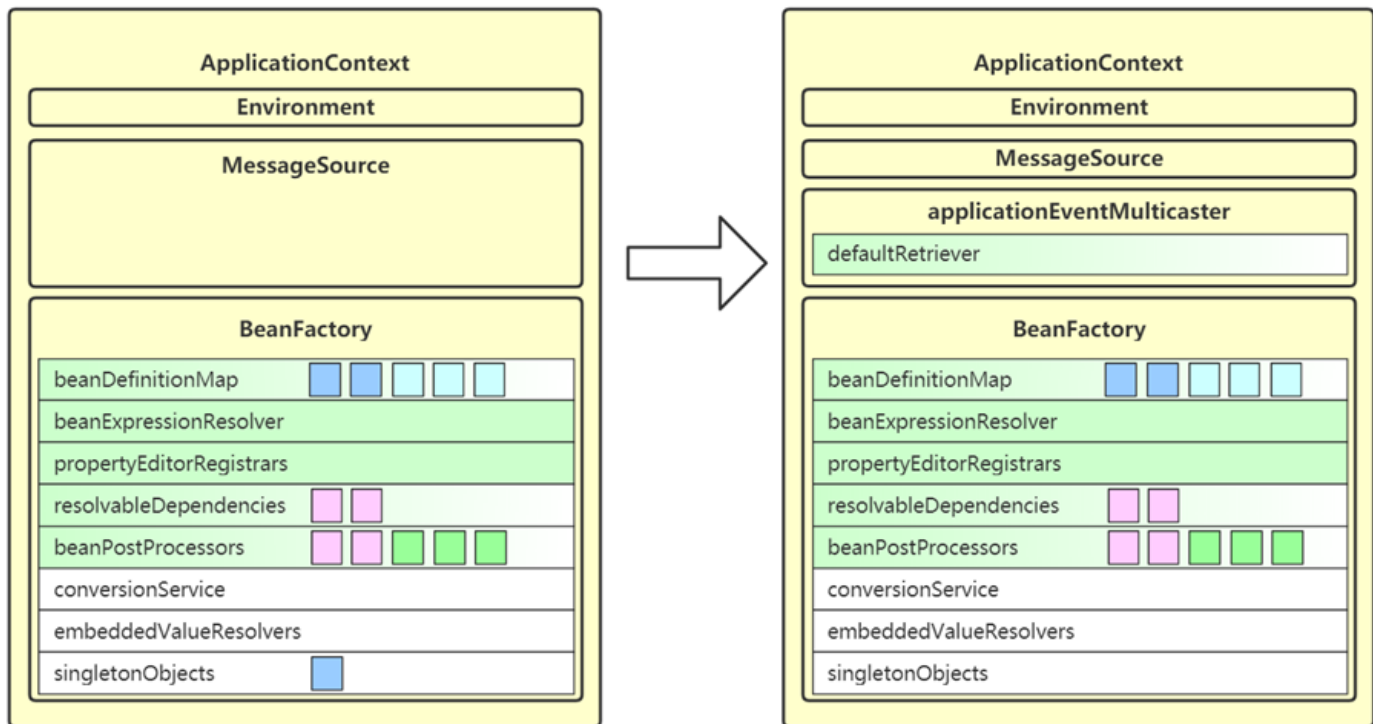 ApplicationContext
Environment
MessageSource
BeanFactory
beanDefinitionMap
beanExpressionResolver
propertyEditorRegistrars
resolvableDependencies
beanPostProcessors
conversionService
embeddedValueResolvers
singletonObjects
ApplicationContext
Environment
MessageSource
applicationEventMulticaster
defaultRetriever
BeanFactory
beanDefinitionMap
beanExpressionResolver
propertyEditorRegistrars
resolvableDependencies
beanPostProcessors
conversionService
embeddedValueResolvers
singletonObjects